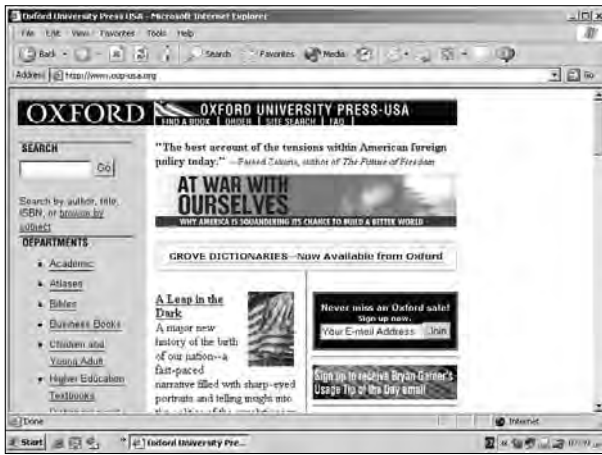 Oxford University Press USA - Microsoft Internet Explorer
File Edit View Favorites Tools Help
Back Search Favorites Media
Address http://www.oup-usa.org Go
OXFORD
OXFORD UNIVERSITY PRESS-USA
FIND A BOOK | ORDER | SITE SEARCH | FAQ |
SEARCH
Go
Search by author, title,
ISBN, or browse by
subject
DEPARTMENTS
Academic
Atlases
Bibles
Business Books
Children and
Young Adult
Higher Education
Textbooks
"The best account of the tensions within American foreign
policy today." —Fareed Zakaria, author of The Future of Freedom
AT WAR WITH
OURSELVES
WHY AMERICA IS SQUANDERING ITS CHANCE TO BUILD A BETTER WORLD
GROVE DICTIONARIES--Now Available from Oxford
A Leap in the
Dark
A major new
history of the birth
of our nation--a
fast-paced
narrative filled with sharp-eyed
portraits and telling insight into
Never miss an Oxford sale!
Sign up now.
Your E-mail Address Join
Sign up to receive Bryan Garner's
Usage Tip of the Day email
Done Internet
Start Oxford University Pre...